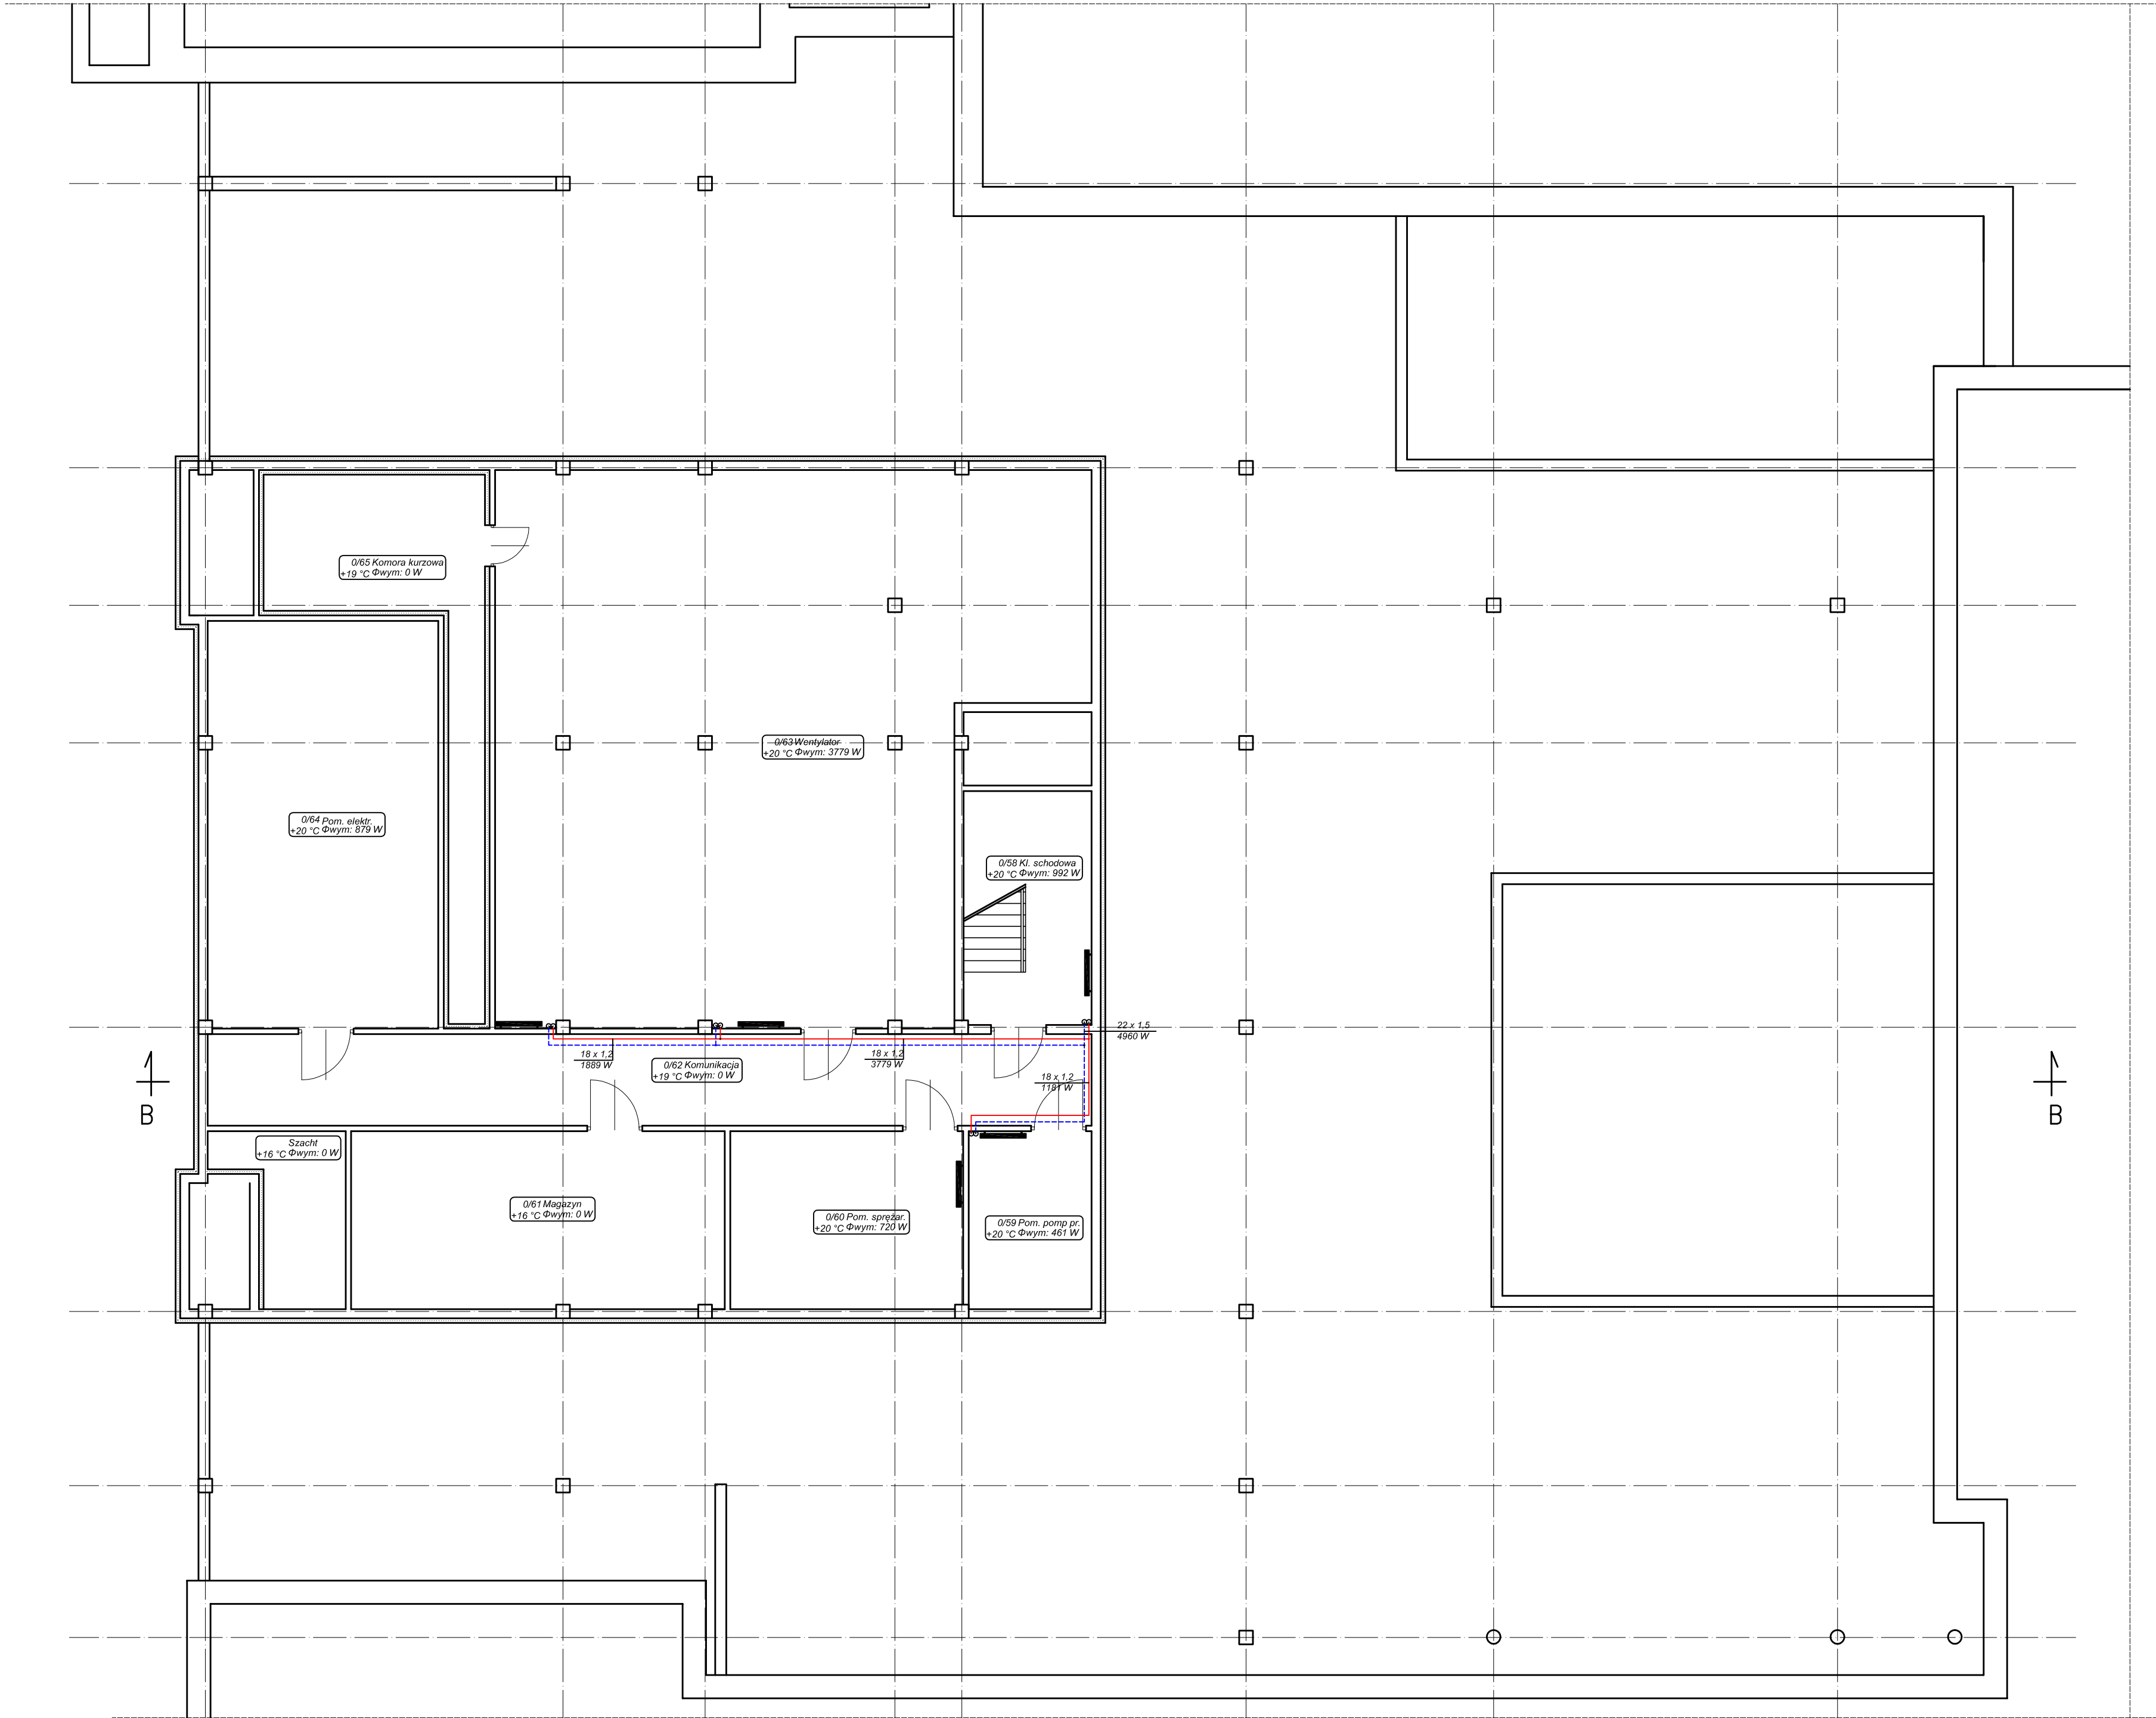 0/65 Komora kurzowa
+19 °C Φwym: 0 W
0/63 Wentylator
+20 °C Φwym: 3779 W
0/64 Pom. elektr.
+20 °C Φwym: 879 W
0/58 Kl. schodowa
+20 °C Φwym: 992 W
22 x 1,5
4960 W
18 x 1,2
1889 W
18 x 1,2
3779 W
0/62 Komunikacja
+19 °C Φwym: 0 W
18 x 1,2
1181 W
B
B
Szacht
+16 °C Φwym: 0 W
0/61 Magazyn
+16 °C Φwym: 0 W
0/60 Pom. sprężar.
+20 °C Φwym: 720 W
0/59 Pom. pomp pr.
+20 °C Φwym: 461 W